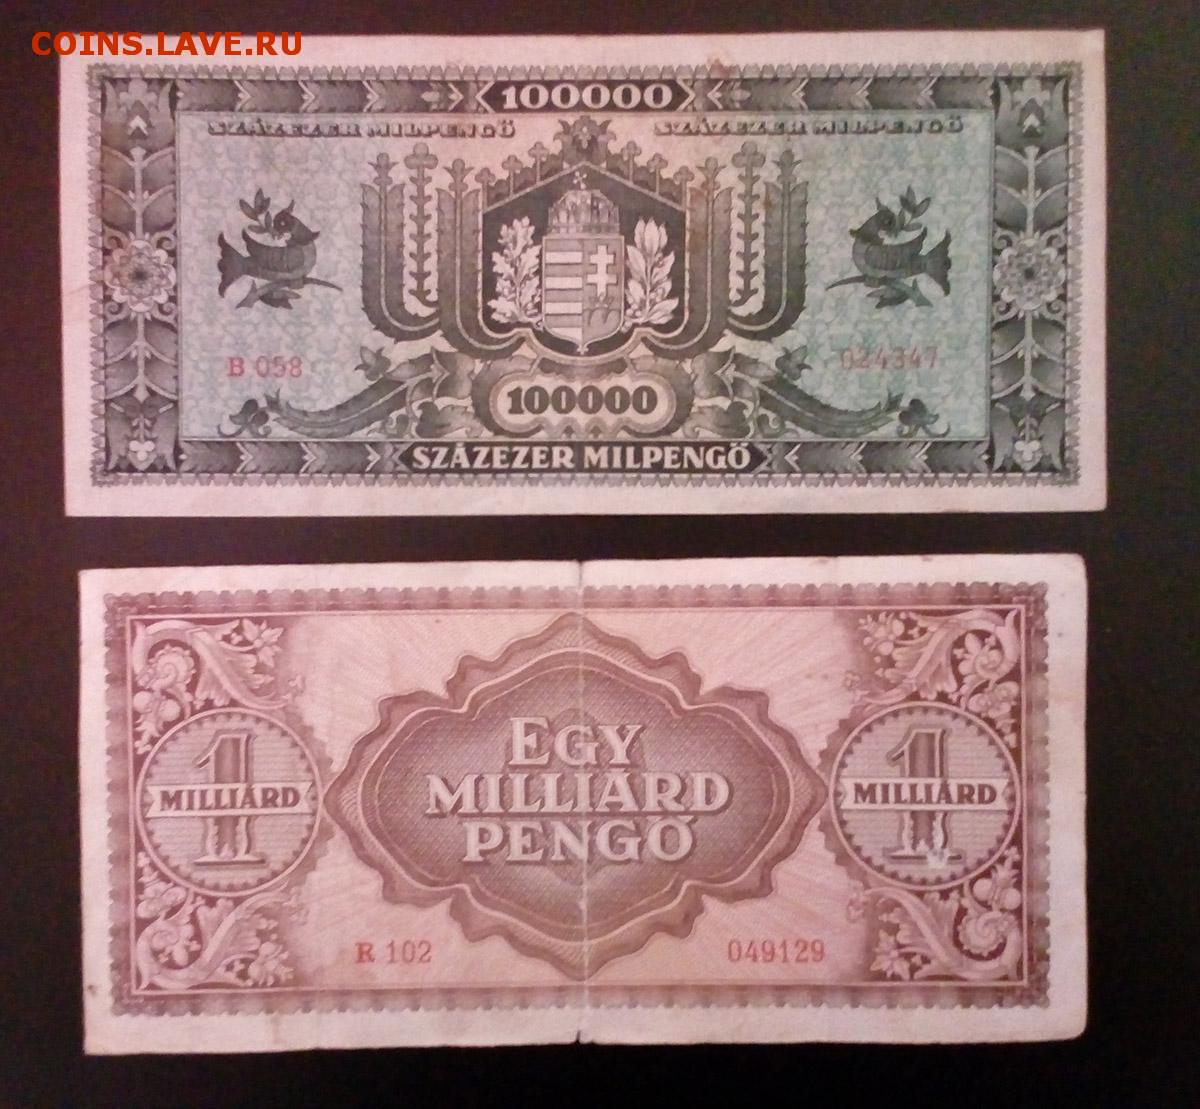 COINS.LAVE.RU
100000
SZÁZEZER MILPENGŐ SZÁZEZER MILPENGŐ
B 058 024347
100000
SZÁZEZER MILPENGŐ
EGY
1 1
MILLIÁRD MILLIÁRD MILLIÁRD
PENGŐ
R 102 049129